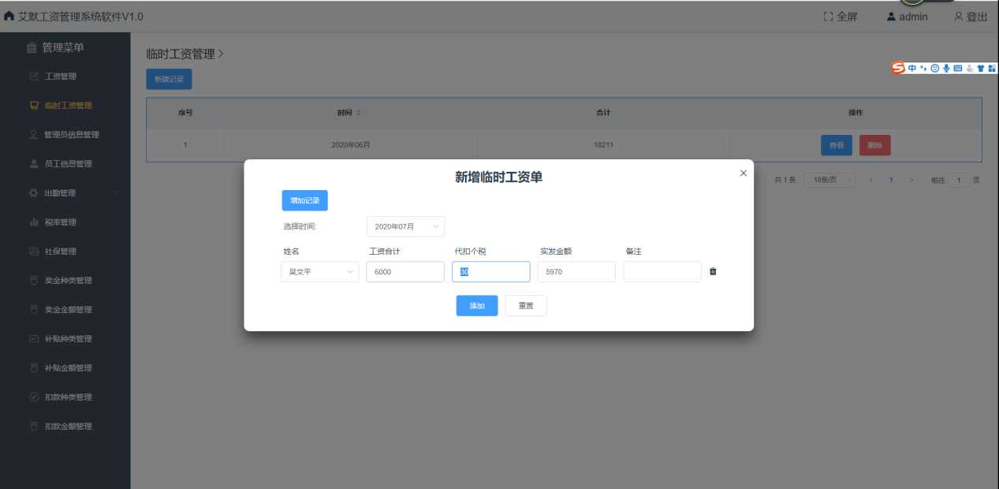 艾默工资管理系统软件V1.0
全屏
admin
登出
管理菜单
工资管理
临时工资管理
管理员信息管理
员工信息管理
出勤管理
税率管理
社保管理
奖金种类管理
奖金金额管理
补贴种类管理
补贴金额管理
扣款种类管理
扣款金额管理
临时工资管理
新建记录
序号 时间 合计 操作
1 2020年06月 18211 查看 删除
共 1 条 10条/页 1 前往 1 页
中
新增临时工资单
增加记录
选择时间: 2020年07月
姓名 工资合计 代扣个税 实发金额 备注
吴文平 6000 30 5970
添加 重置